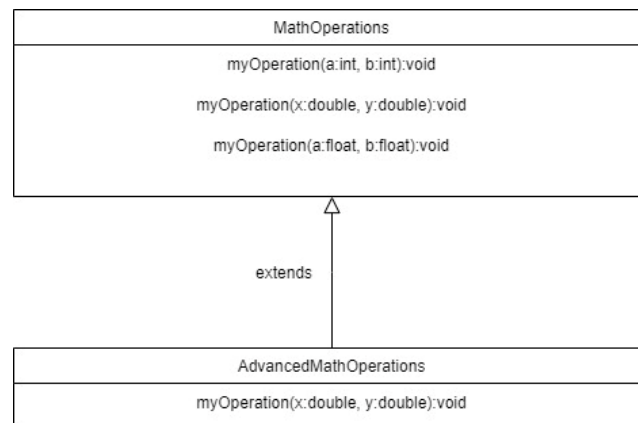 MathOperations
myOperation(a:int, b:int):void
myOperation(x:double, y:double):void
myOperation(a:float, b:float):void
extends
AdvancedMathOperations
myOperation(x:double, y:double):void